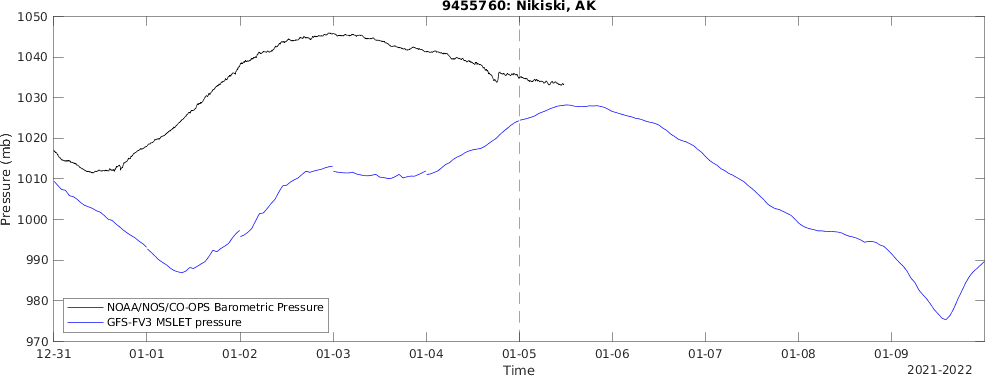 9455760: Nikiski, AK
1050
1040
1030
1020
1010
1000
990
980
970
Pressure (mb)
NOAA/NOS/CO-OPS Barometric Pressure
GFS-FV3 MSLET pressure
12-31 01-01 01-02 01-03 01-04 01-05 01-06 01-07 01-08 01-09
Time
2021-2022